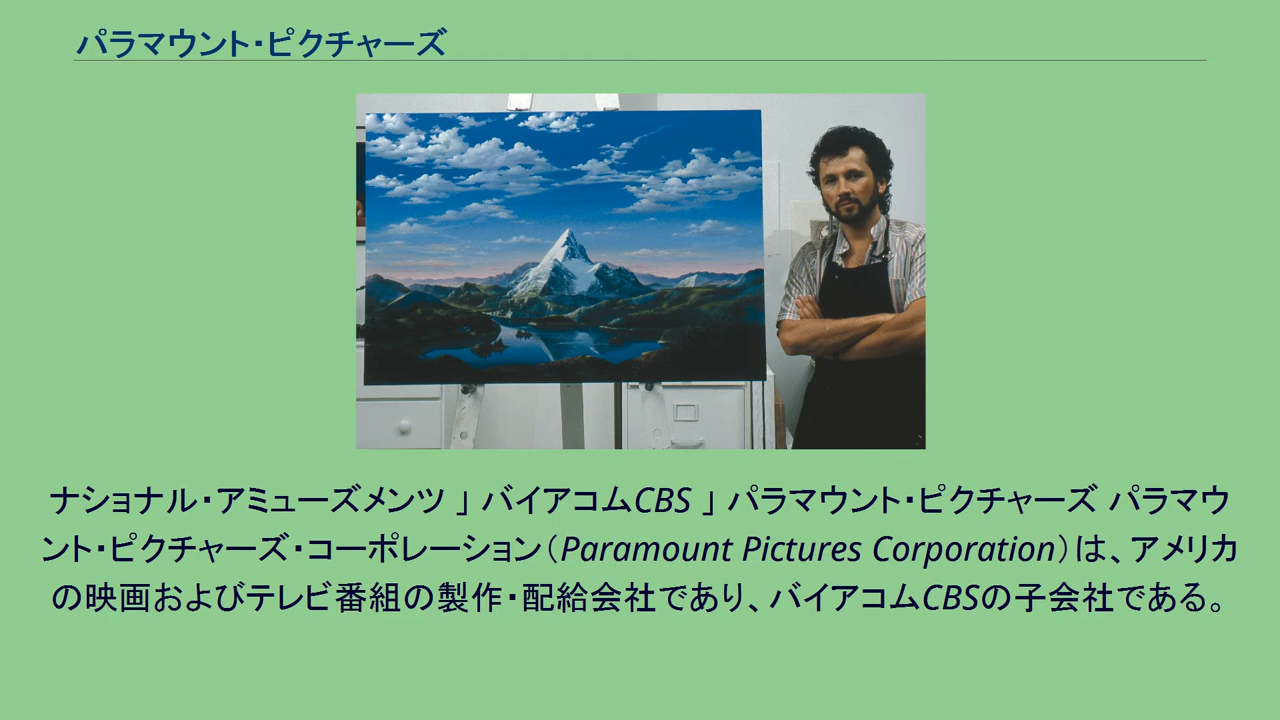 パラマウント・ピクチャーズ
ナショナル・アミューズメンツ 」 バイアコムCBS 」 パラマウント・ピクチャーズ パラマウ
ント・ピクチャーズ・コーポレーション（Paramount Pictures Corporation）は、アメリカ
の映画およびテレビ番組の製作・配給会社であり、バイアコムCBSの子会社である。